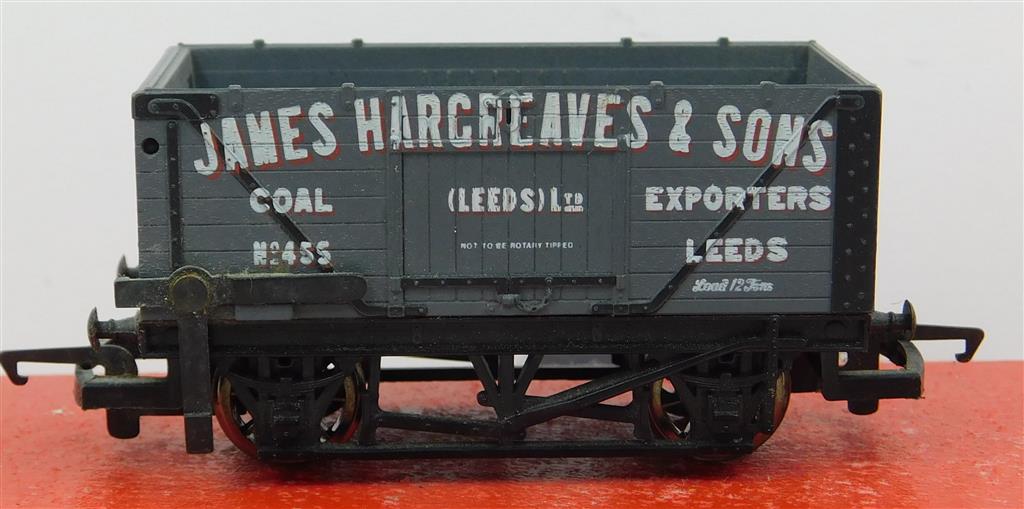 JAMES HARGREAVES & SONS
COAL (LEEDS) LTD EXPORTERS
NOT TO BE ROTARY TIPPED
Nº 455 LEEDS
Load 12 Tons